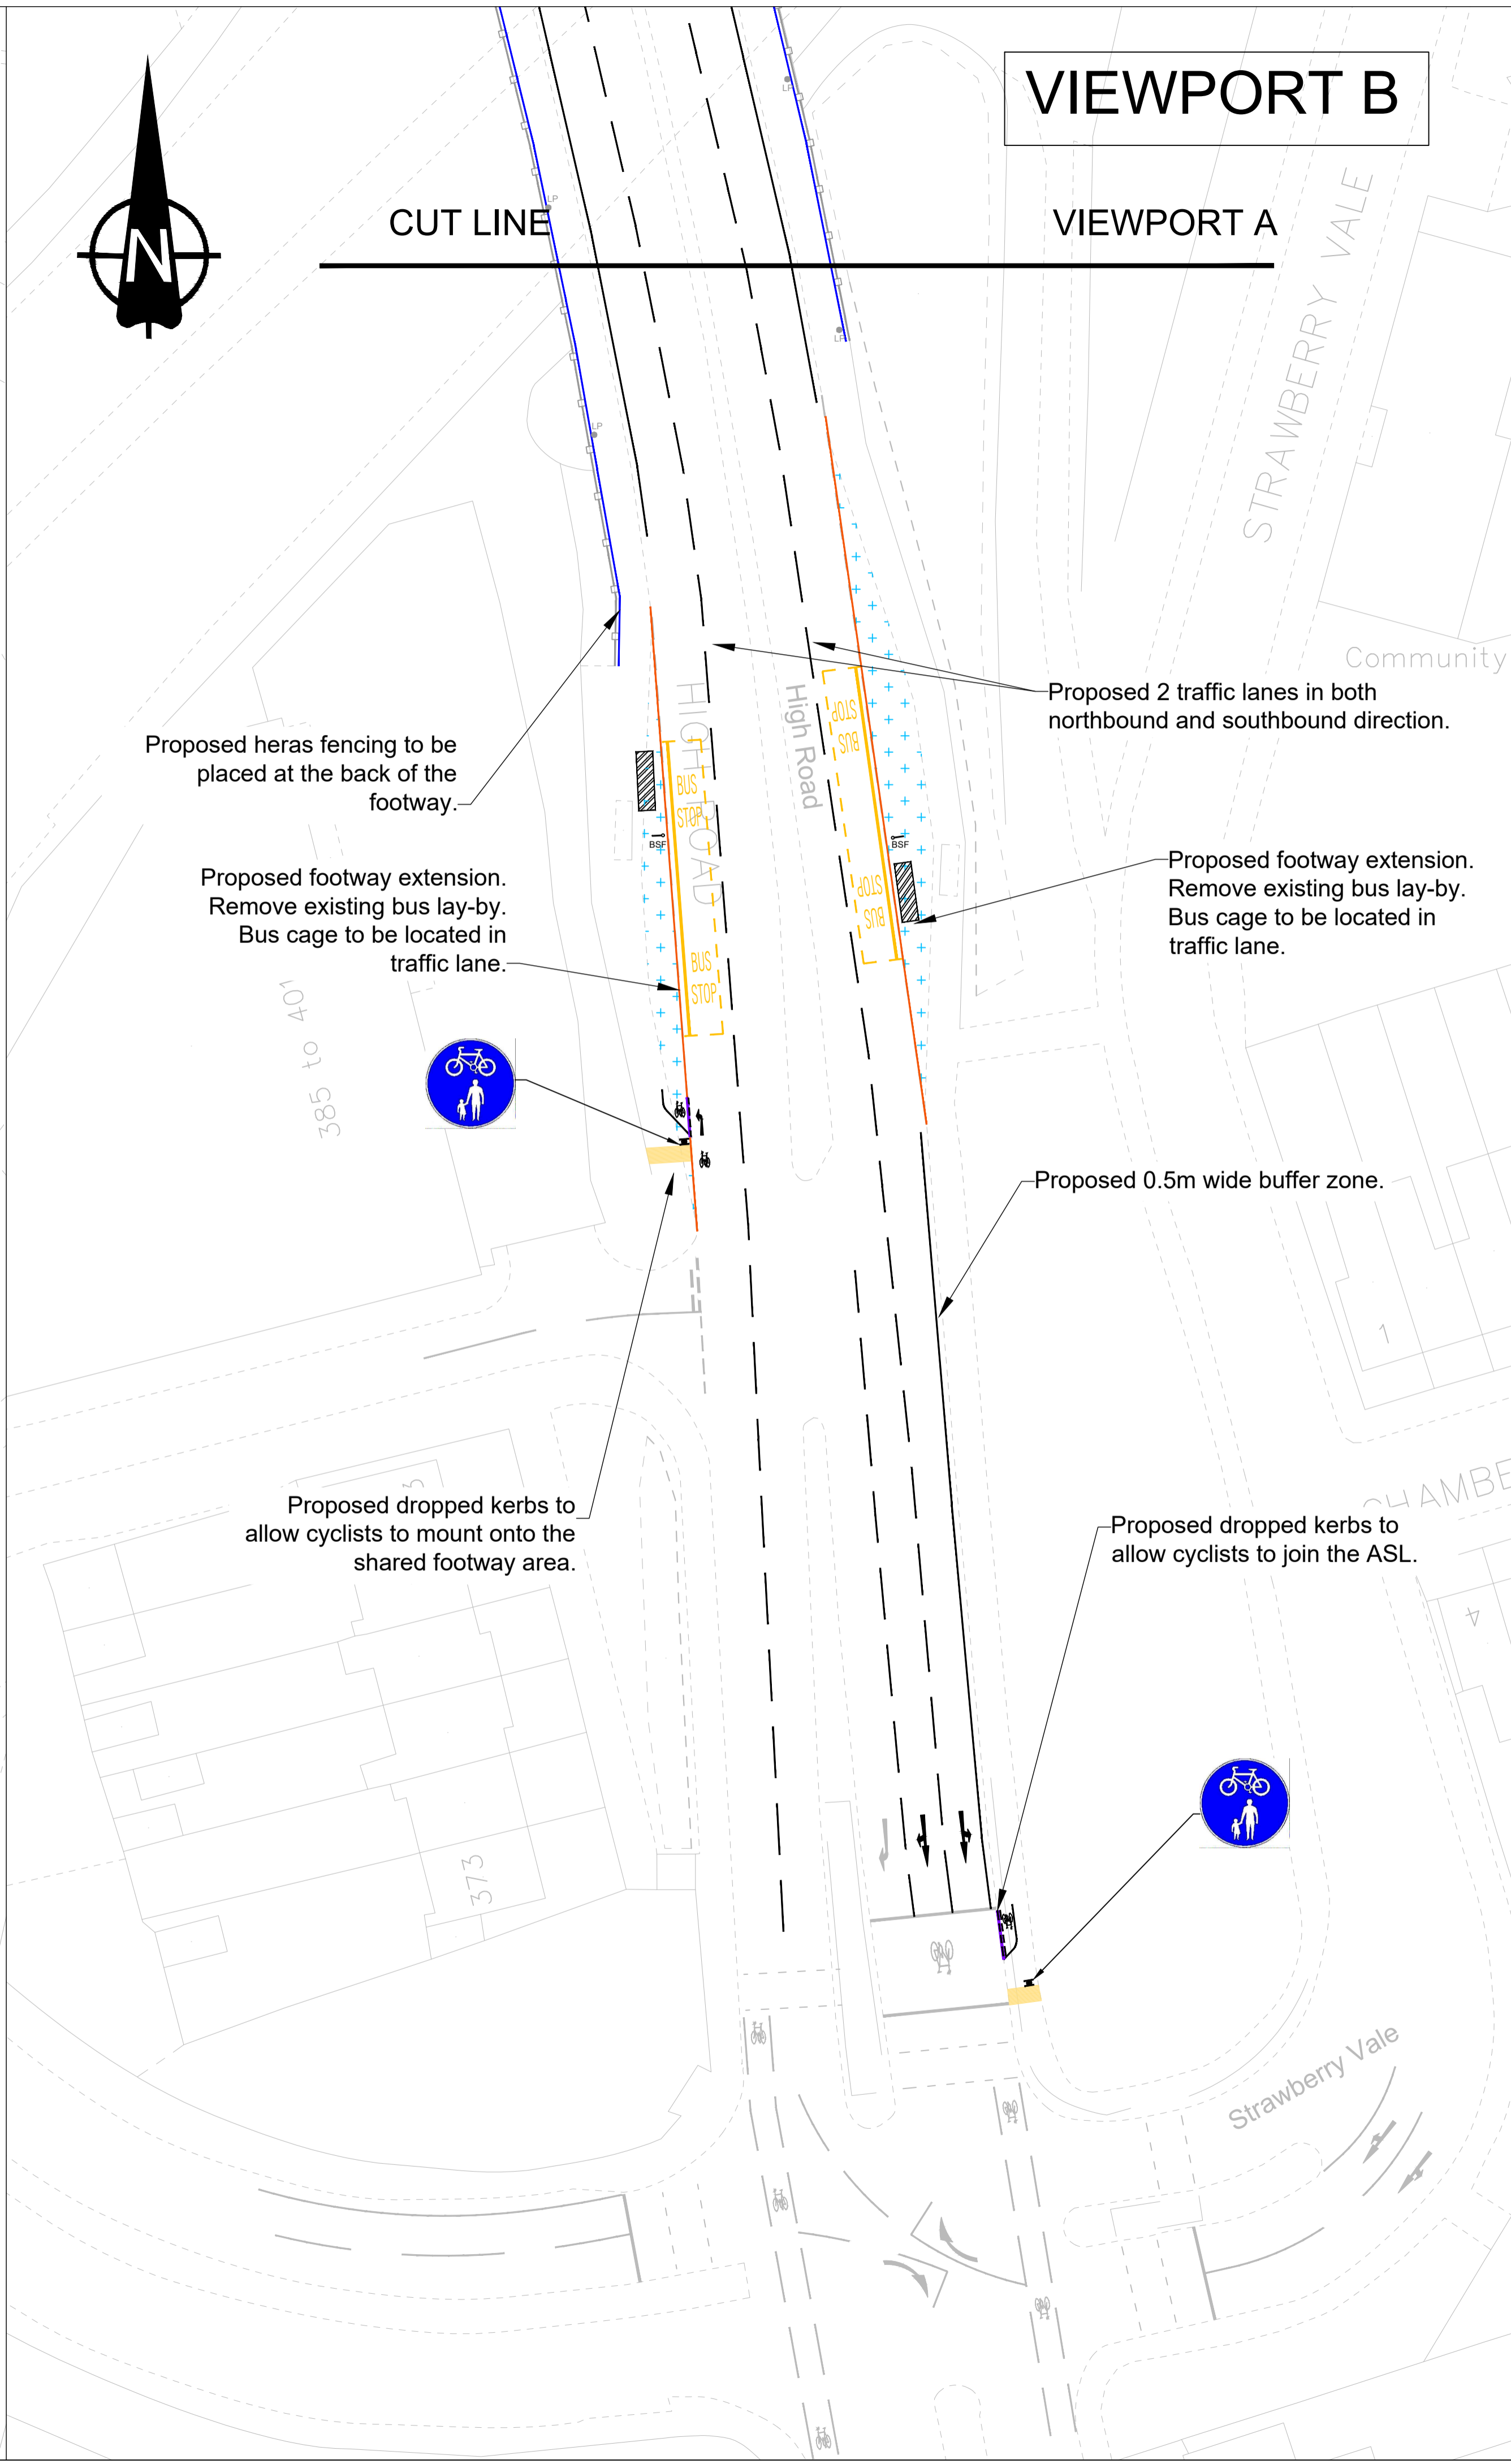 VIEWPORT B
N
CUT LINE
VIEWPORT A
LP
LP
LP
LP
STRAWBERRY VALE
Community
Proposed 2 traffic lanes in both
northbound and southbound direction.
HIGH ROAD
High Road
Proposed heras fencing to be
placed at the back of the
footway.
BUS
STOP
BUS
STOP
BSF
BUS
STOP
BUS
STOP
BSF
Proposed footway extension.
Remove existing bus lay-by.
Bus cage to be located in
traffic lane.
Proposed footway extension.
Remove existing bus lay-by.
Bus cage to be located in
traffic lane.
385 to 401
Proposed 0.5m wide buffer zone.
1
Proposed dropped kerbs to
allow cyclists to mount onto the
shared footway area.
Proposed dropped kerbs to
allow cyclists to join the ASL.
4
373
Strawberry Vale